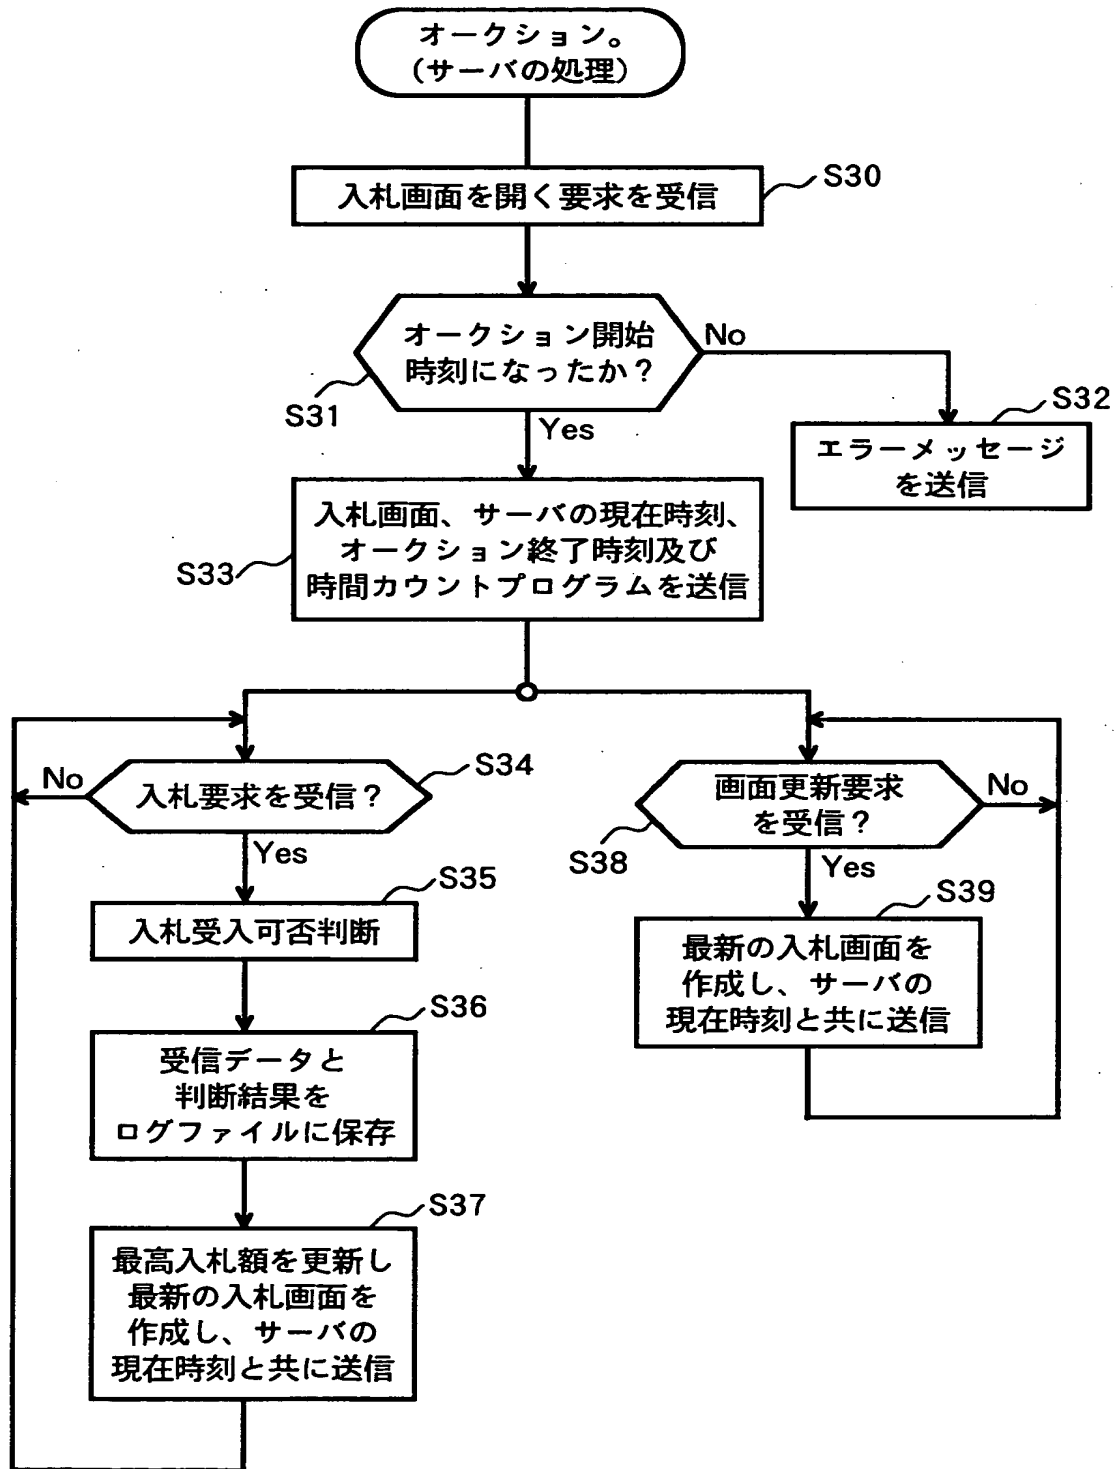 オークション。
(サーバの処理)
入札画面を開く要求を受信
S30
オークション開始
時刻になったか?
S31
No
Yes
S32
エラーメッセージ
を送信
入札画面、サーバの現在時刻、
オークション終了時刻及び
時間カウントプログラムを送信
S33
No
入札要求を受信?
S34
Yes
S35
入札受入可否判断
S36
受信データと
判断結果を
ログファイルに保存
S37
最高入札額を更新し
最新の入札画面を
作成し、サーバの
現在時刻と共に送信
画面更新要求
を受信?
No
S38
Yes
S39
最新の入札画面を
作成し、サーバの
現在時刻と共に送信